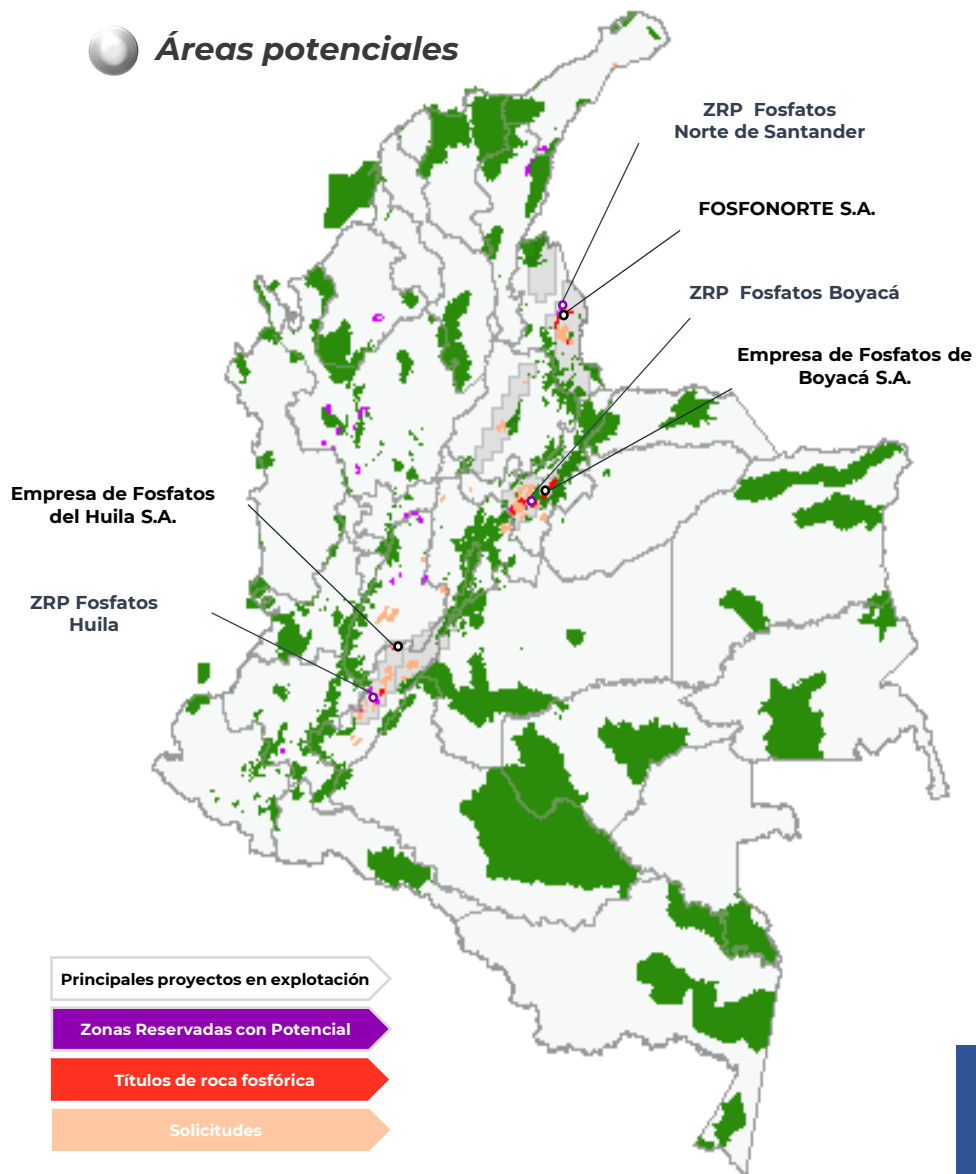 Áreas potenciales
ZRP Fosfatos
Norte de Santander
FOSFONORTE S.A.
ZRP Fosfatos Boyacá
Empresa de Fosfatos de
Boyacá S.A.
Empresa de Fosfatos
del Huila S.A.
ZRP Fosfatos
Huila
Principales proyectos en explotación
Zonas Reservadas con Potencial
Títulos de roca fosfórica
Solicitudes